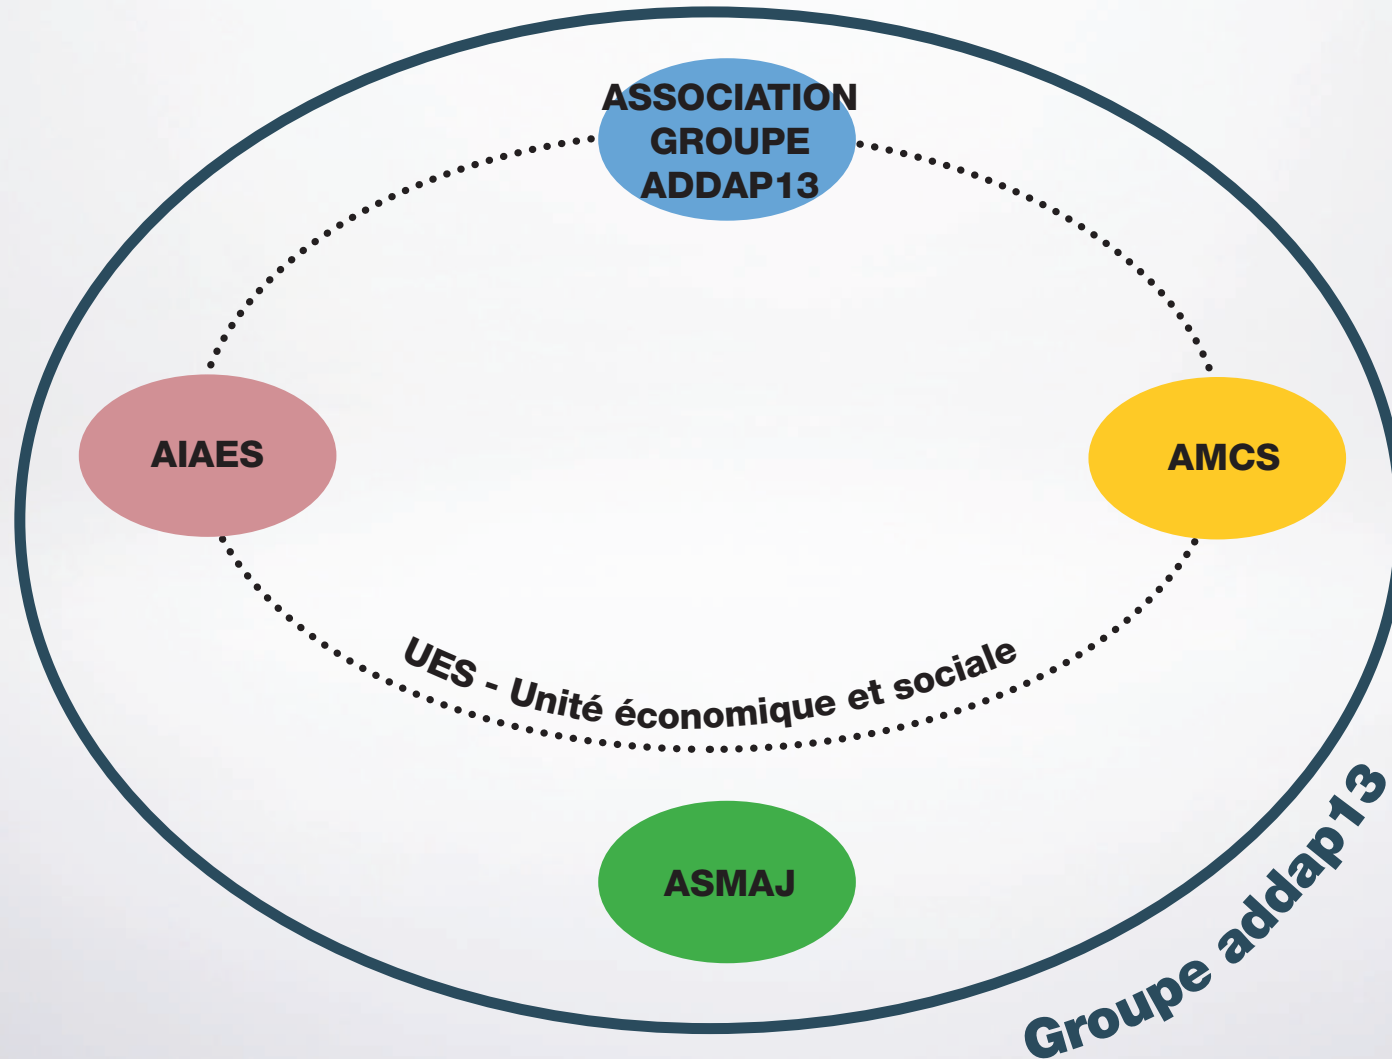 ASSOCIATION
GROUPE
ADDAP13
AIAES
AMCS
UES - Unité économique et sociale
ASMAJ
Groupe addap13